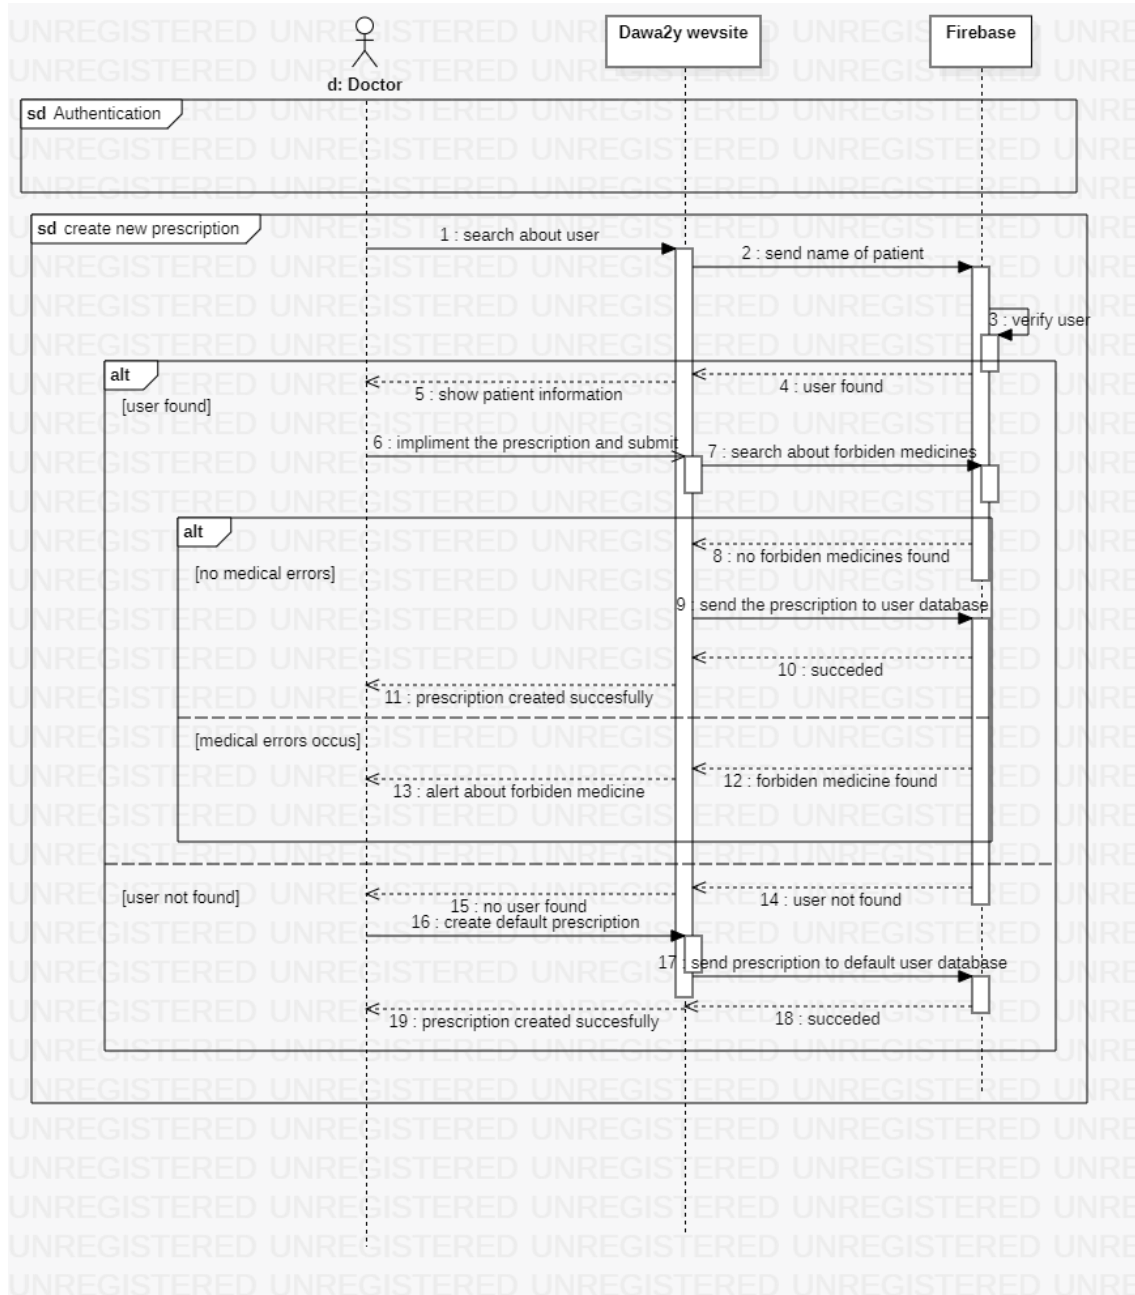 Dawa2y wevsite
Firebase
d: Doctor
sd Authentication
sd create new prescription
1 : search about user
2 : send name of patient
3 : verify user
alt
[user found]
4 : user found
5 : show patient information
6 : impliment the prescription and submit
7 : search about forbiden medicines
alt
[no medical errors]
8 : no forbiden medicines found
9 : send the prescription to user database
10 : succeded
11 : prescription created succesfully
[medical errors occus]
12 : forbiden medicine found
13 : alert about forbiden medicine
[user not found]
14 : user not found
15 : no user found
16 : create default prescription
17 : send prescription to default user database
18 : succeded
19 : prescription created succesfully
UNREGISTERED